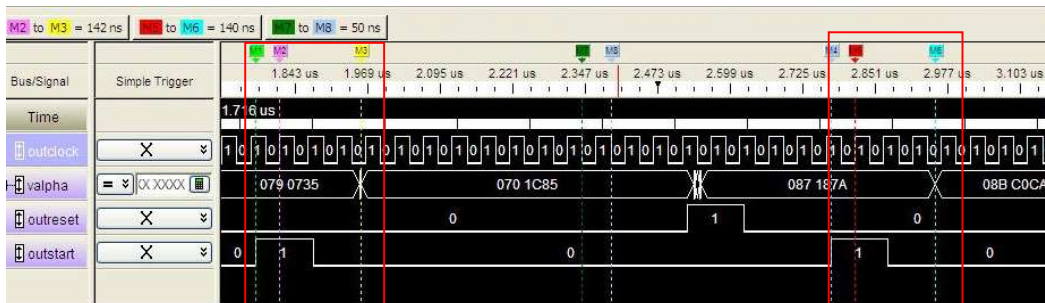 M2 to M3 = 142 ns M5 to M6 = 140 ns M7 to M8 = 50 ns
M1 M2 M3 M7 M8 M4 M5 M6
Bus/Signal Simple Trigger 1.843 us 1.969 us 2.095 us 2.221 us 2.347 us 2.473 us 2.599 us 2.725 us 2.851 us 2.977 us 3.103 us
Time 1.716 us
outclock X 1 0 1 0 1 0 1 0 1 0 1 0 1 0 1 0 1 0 1 0 1 0 1 0 1 0 1 0 1 0 1 0 1 0 1 0 1 0 1 0 1 0 1 0 1 0 1 0 1 0 1 0 1 0 1
valpha = XX XXXX 079 0735 070 1C85 087 187A 08B C0CA
outreset X 0 1 0
outstart X 0 1 0 1 0